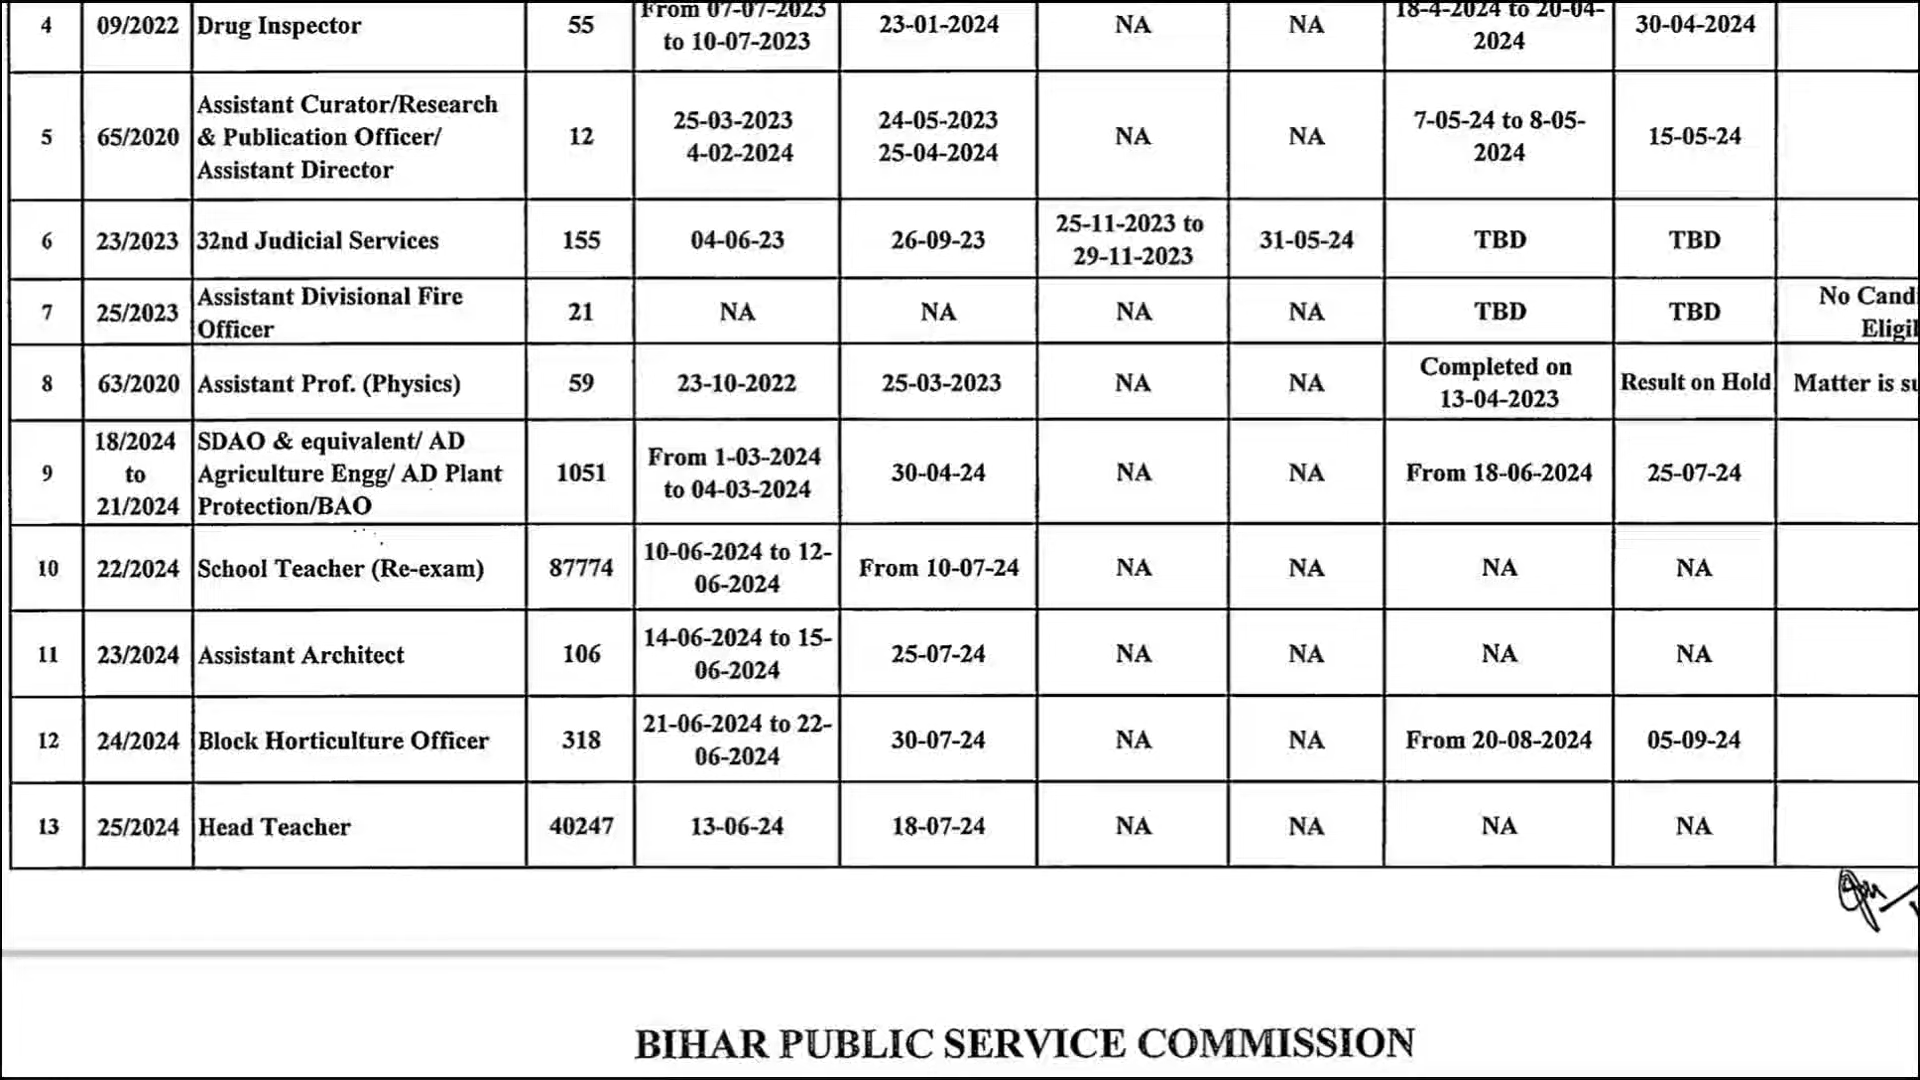 4 09/2022 Drug Inspector 55 From 07-07-2023 to 10-07-2023 23-01-2024 NA NA 18-4-2024 to 20-04-2024 30-04-2024
5 65/2020 Assistant Curator/Research & Publication Officer/ Assistant Director 12 25-03-2023 4-02-2024 24-05-2023 25-04-2024 NA NA 7-05-24 to 8-05-2024 15-05-24
6 23/2023 32nd Judicial Services 155 04-06-23 26-09-23 25-11-2023 to 29-11-2023 31-05-24 TBD TBD
7 25/2023 Assistant Divisional Fire Officer 21 NA NA NA NA TBD TBD No Candi Eligil
8 63/2020 Assistant Prof. (Physics) 59 23-10-2022 25-03-2023 NA NA Completed on 13-04-2023 Result on Hold Matter is su
9 18/2024 to 21/2024 SDAO & equivalent/ AD Agriculture Engg/ AD Plant Protection/BAO 1051 From 1-03-2024 to 04-03-2024 30-04-24 NA NA From 18-06-2024 25-07-24
10 22/2024 School Teacher (Re-exam) 87774 10-06-2024 to 12-06-2024 From 10-07-24 NA NA NA NA
11 23/2024 Assistant Architect 106 14-06-2024 to 15-06-2024 25-07-24 NA NA NA NA
12 24/2024 Block Horticulture Officer 318 21-06-2024 to 22-06-2024 30-07-24 NA NA From 20-08-2024 05-09-24
13 25/2024 Head Teacher 40247 13-06-24 18-07-24 NA NA NA NA
BIHAR PUBLIC SERVICE COMMISSION